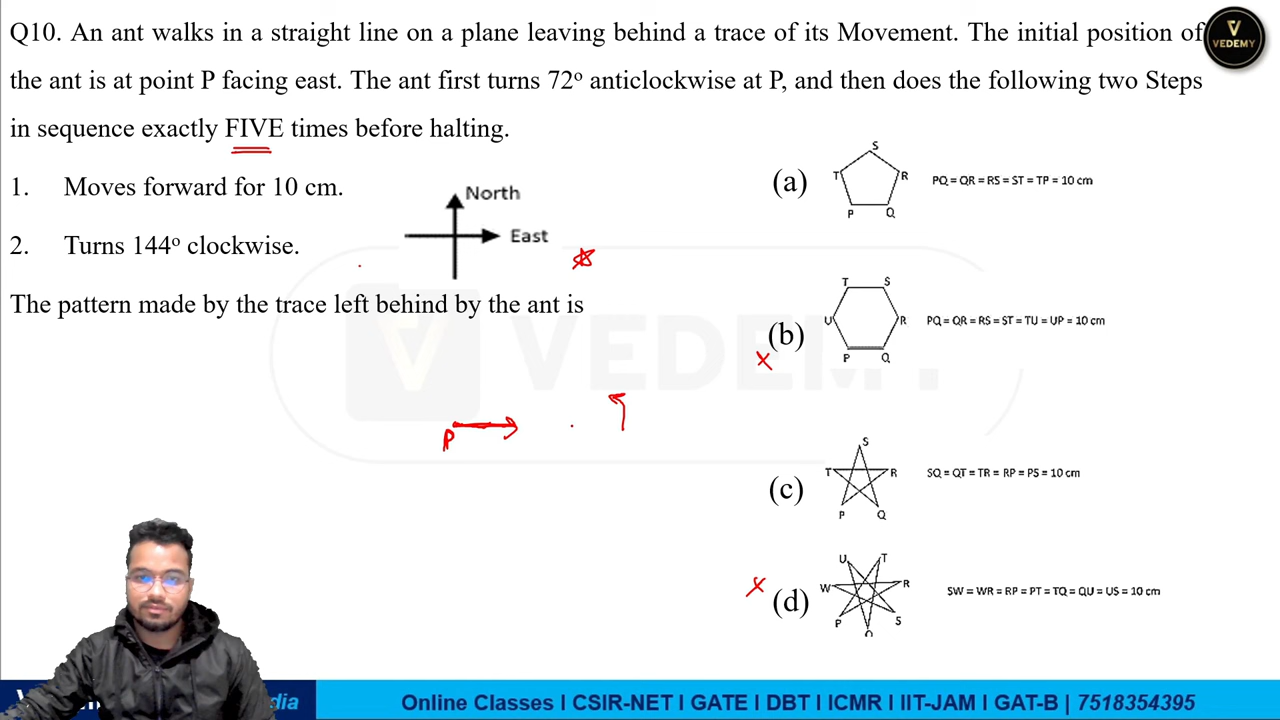 Q10. An ant walks in a straight line on a plane leaving behind a trace of its Movement. The initial position of
the ant is at point P facing east. The ant first turns 72º anticlockwise at P, and then does the following two Steps
in sequence exactly FIVE times before halting.
1. Moves forward for 10 cm.
2. Turns 144º clockwise.
The pattern made by the trace left behind by the ant is
North
East
P
VEDEMY
V
VEDEMY
(a)
S
T R
P Q
PQ = QR = RS = ST = TP = 10 cm
(b)
T S
U R
P Q
PQ = QR = RS = ST = TU = UP = 10 cm
x
(c)
S
T R
P Q
SQ = QT = TR = RP = PS = 10 cm
x
(d)
U T
W R
P S
Q
SW = WR = RP = PT = TQ = QU = US = 10 cm
Online Classes I CSIR-NET I GATE I DBT I ICMR I IIT-JAM I GAT-B | 7518354395